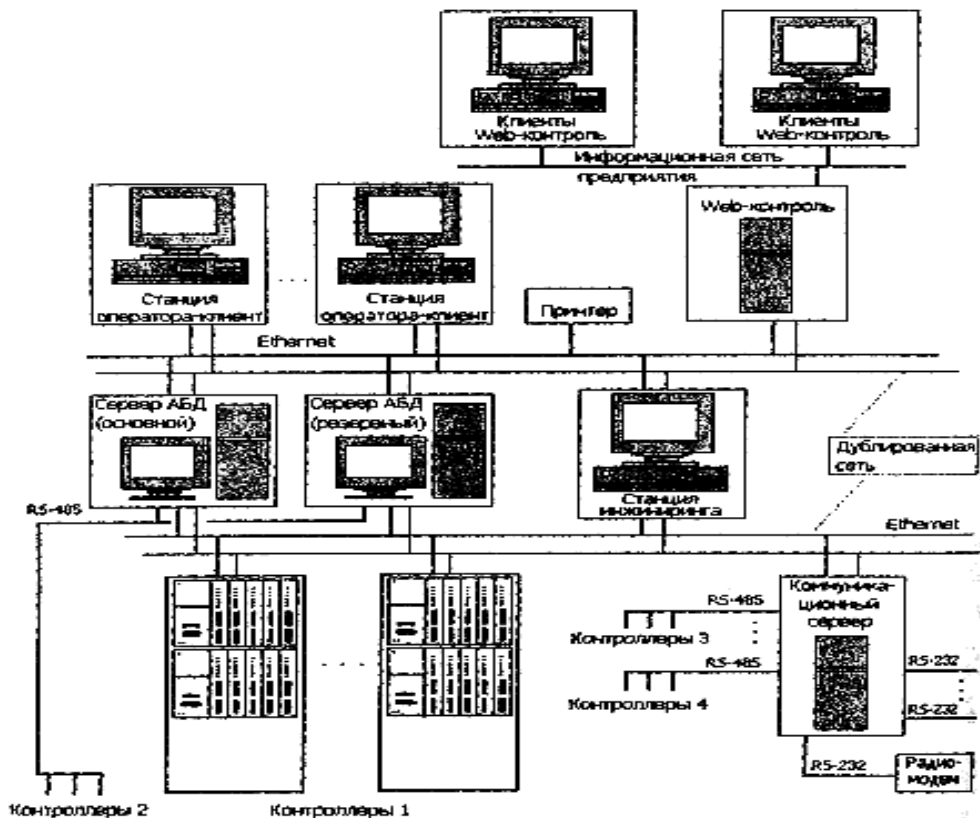 Клиенты
Web-контроль
Клиенты
Web-контроль
Информационная сеть
предприятия
Web-контроль
Станция
оператора-клиент
Станция
оператора-клиент
Принтер
Ethernet
Сервер АБД
(основной)
Сервер АБД
(резервный)
Станция
инжиниринга
Дублированная
сеть
RS-485
Ethernet
Коммуника-
ционный
сервер
RS-485
Контроллеры 3
RS-485
Контроллеры 4
RS-232
RS-232
RS-232
Радио-
модем
Контроллеры 2
Контроллеры 1